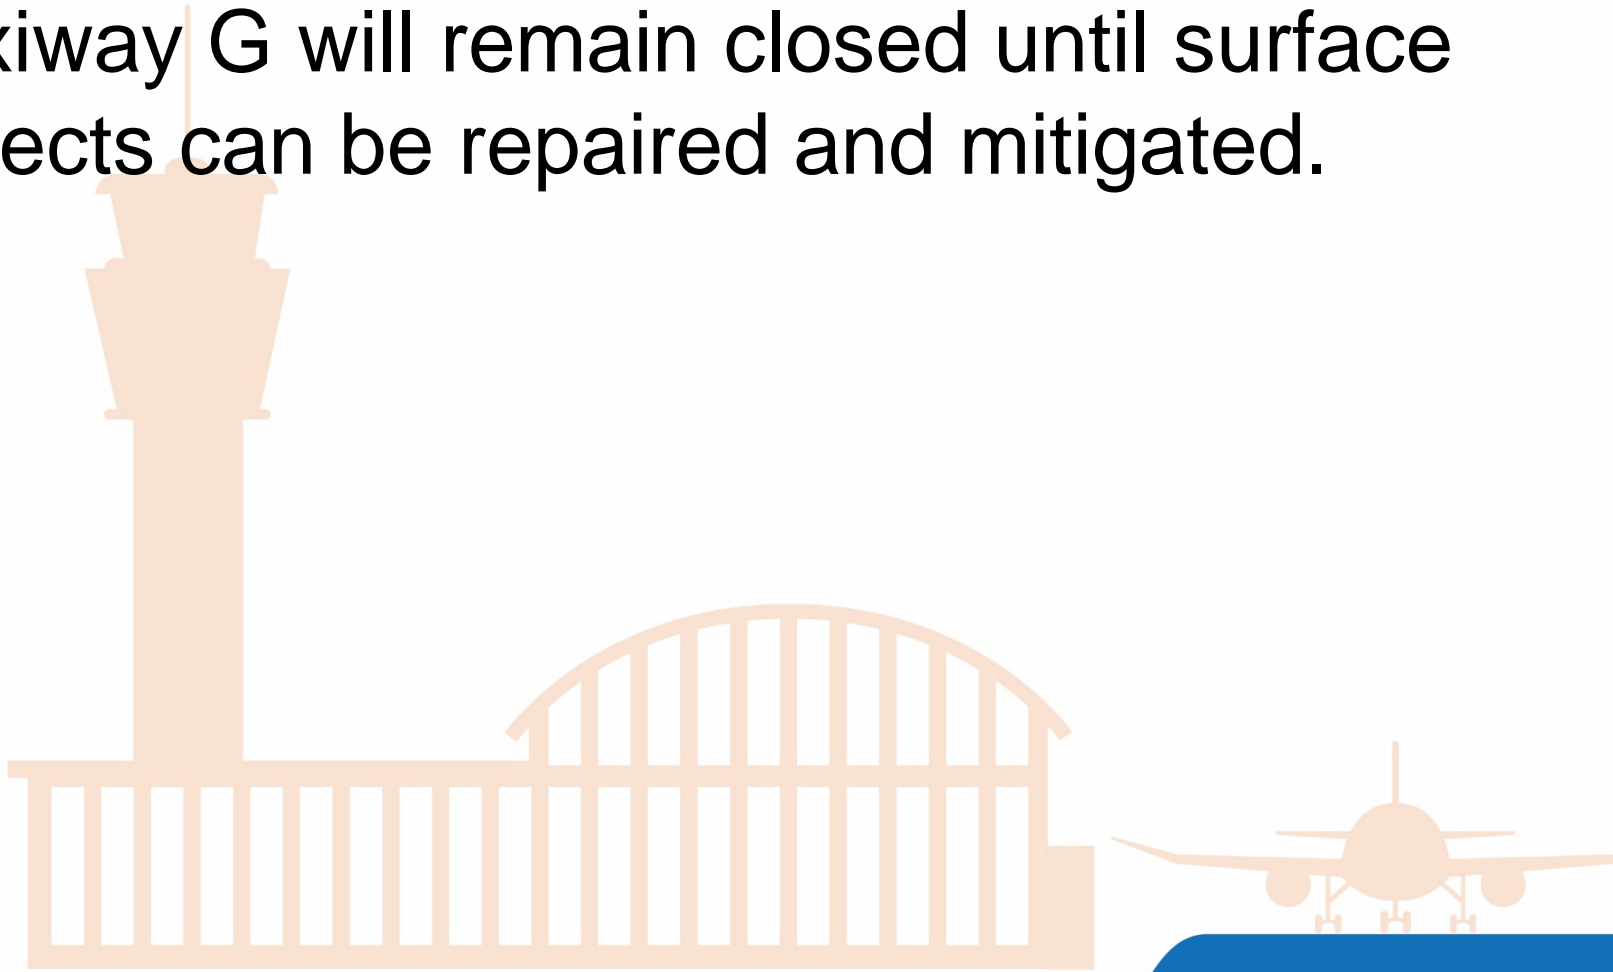 xiway G will remain closed until surface
ects can be repaired and mitigated.